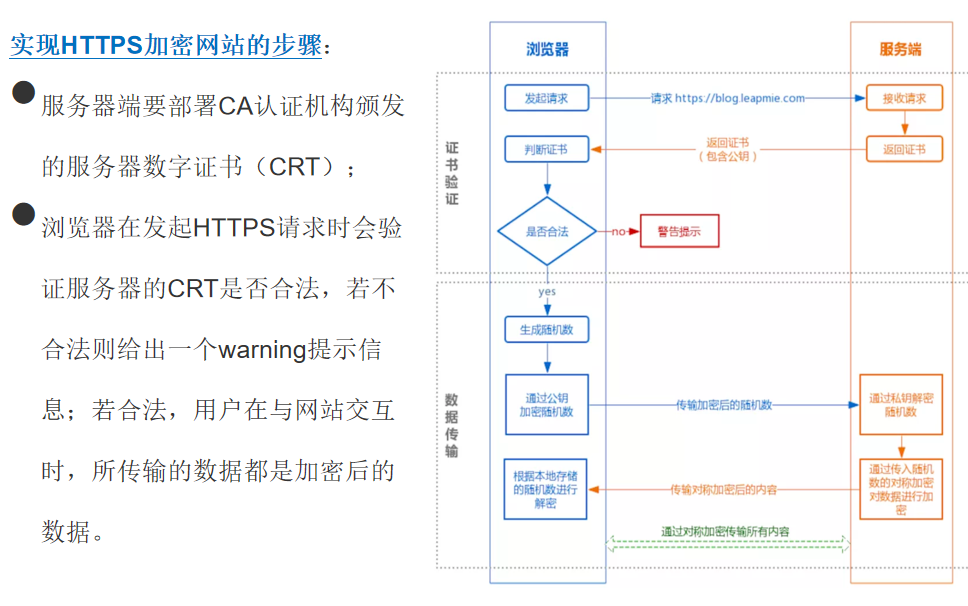 实现HTTPS加密网站的步骤：
服务器端要部署CA认证机构颁发
的服务器数字证书（CRT）；
浏览器在发起HTTPS请求时会验
证服务器的CRT是否合法，若不
合法则给出一个warning提示信
息；若合法，用户在与网站交互
时，所传输的数据都是加密后的
数据。
浏览器
服务端
证书验证
发起请求
请求 https://blog.leapmie.com
接收请求
判断证书
返回证书
（包含公钥）
返回证书
是否合法
no
警告提示
yes
数据传输
生成随机数
通过公钥
加密随机数
传输加密后的随机数
通过私钥解密
随机数
根据本地存储
的随机数进行
解密
传输对称加密后的内容
通过传入随机
数的对称加密
对数据进行加
密
通过对称加密传输所有内容